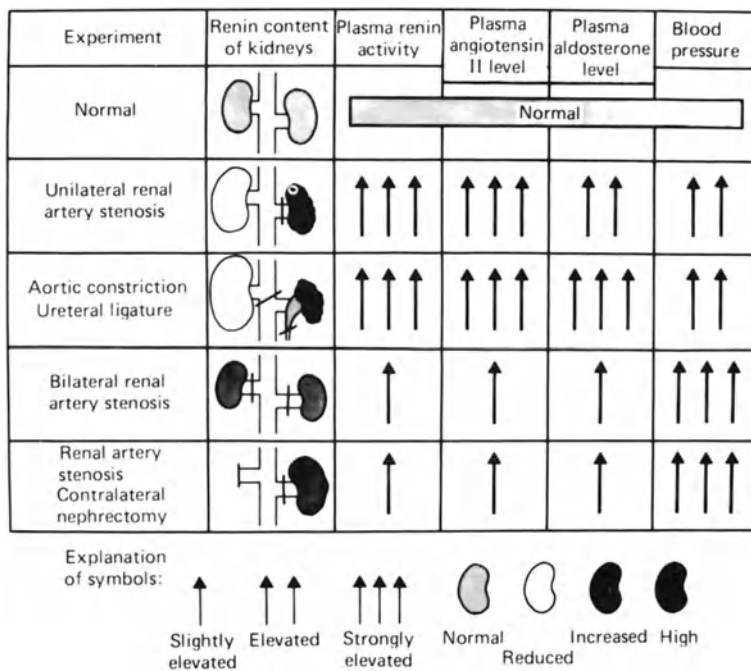 Experiment
Renin content
of kidneys
Plasma renin
activity
Plasma
angiotensin
II level
Plasma
aldosterone
level
Blood
pressure
Normal
Normal
Unilateral renal
artery stenosis
Aortic constriction
Ureteral ligature
Bilateral renal
artery stenosis
Renal artery
stenosis
Contralateral
nephrectomy
Explanation
of symbols:
Slightly
elevated
Elevated
Strongly
elevated
Normal
Reduced
Increased
High